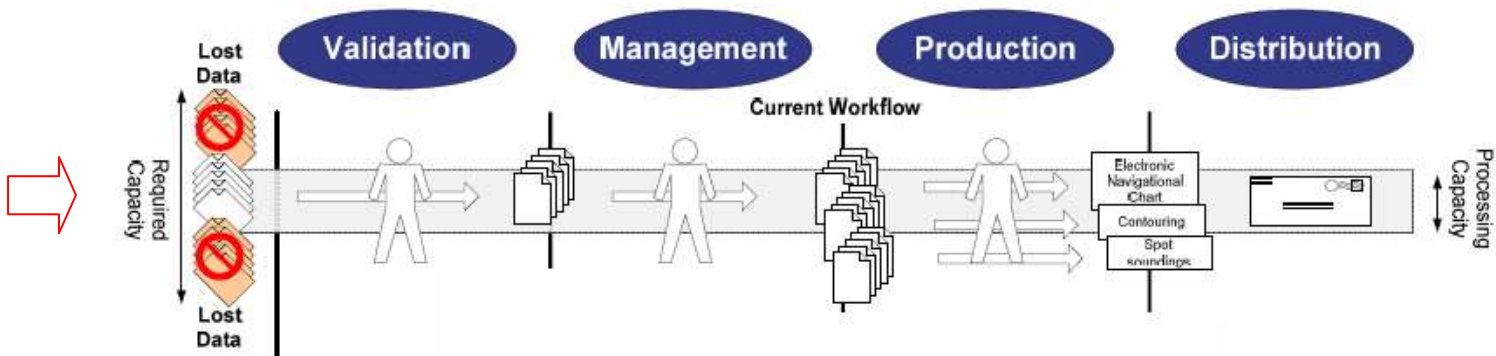 Lost
Data
Validation
Management
Production
Distribution
Current Workflow
Required
Capacity
Electronic
Navigational
Chart
Contouring
Spot
soundings
Processing
Capacity
Lost
Data